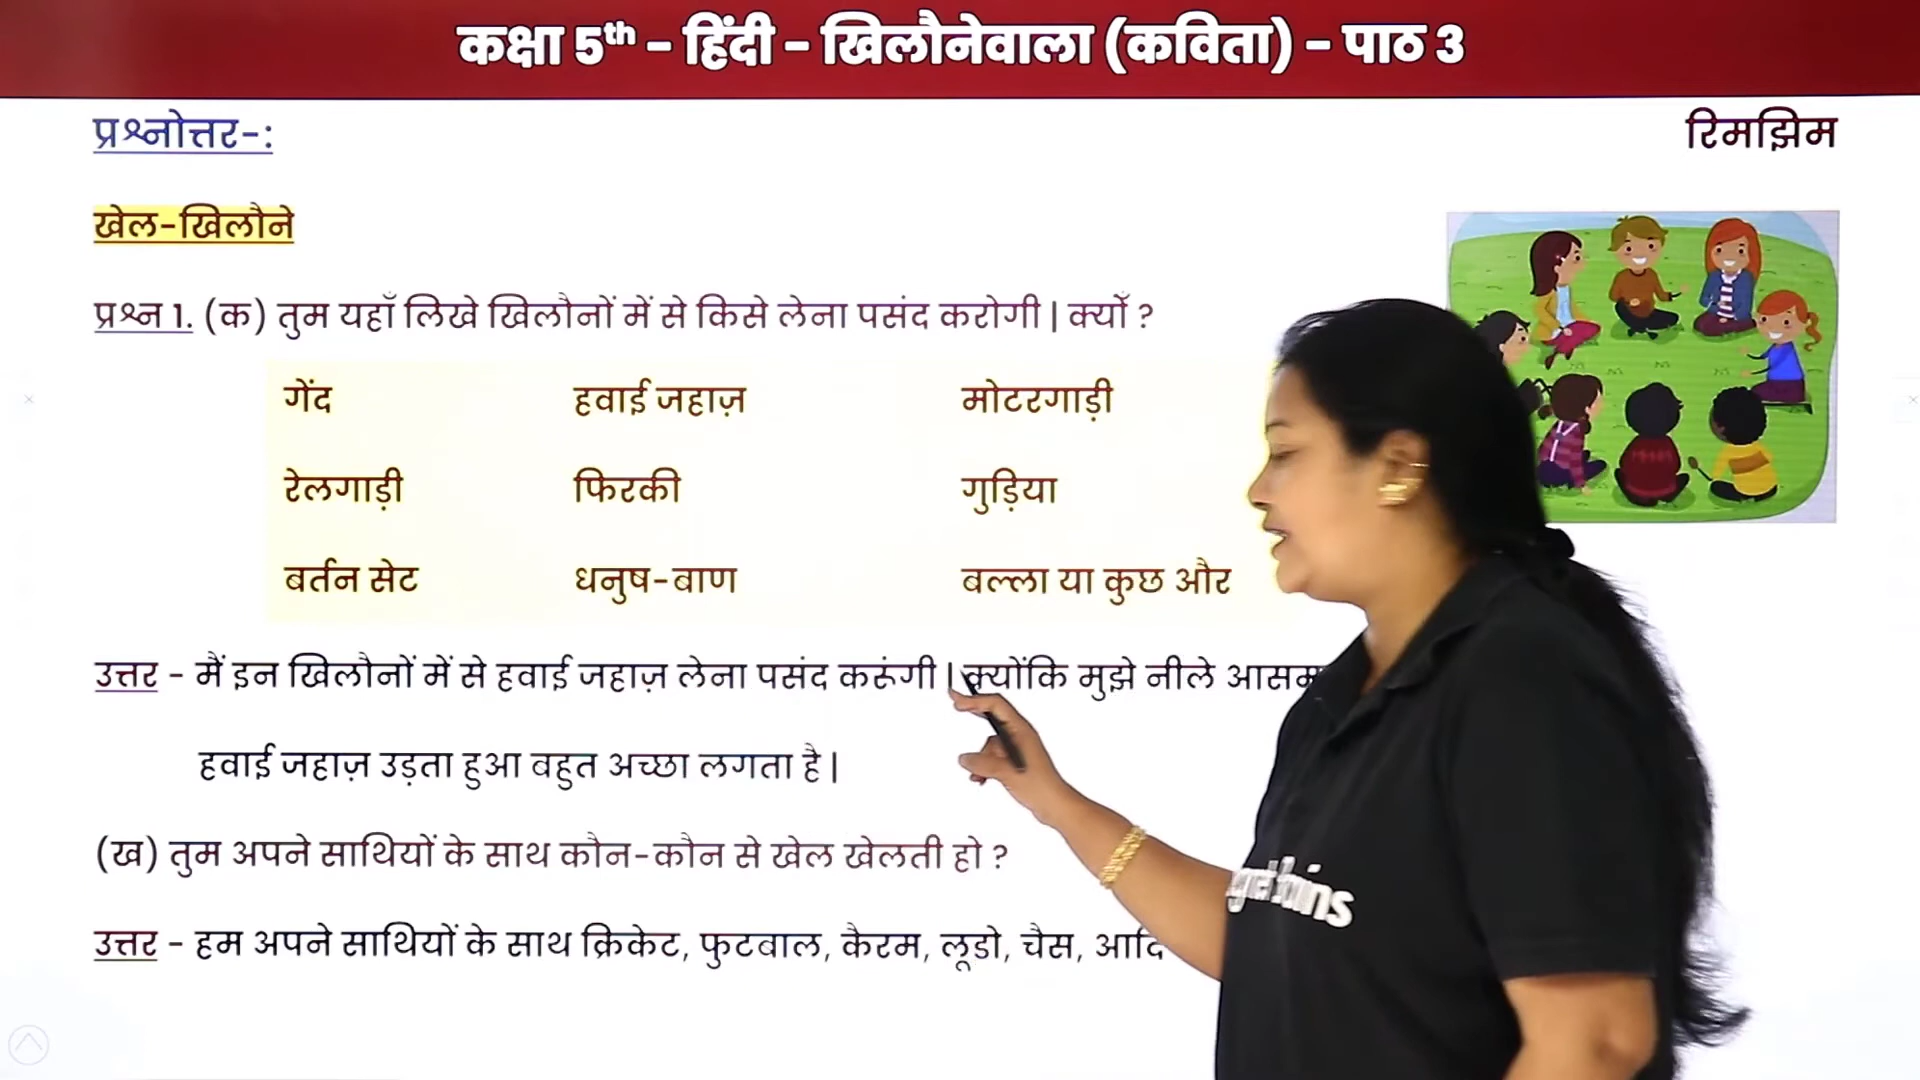 कक्षा 5th - हिंदी - खिलौनेवाला (कविता) - पाठ 3
प्रश्नोत्तर-:
रिमझिम
खेल-खिलौने
प्रश्न 1. (क) तुम यहाँ लिखे खिलौनों में से किसे लेना पसंद करोगी | क्यों ?
गेंद हवाई जहाज़ मोटरगाड़ी
रेलगाड़ी फिरकी गुड़िया
बर्तन सेट धनुष-बाण बल्ला या कुछ और
उत्तर - मैं इन खिलौनों में से हवाई जहाज़ लेना पसंद करूंगी | क्योंकि मुझे नीले
हवाई जहाज़ उड़ता हुआ बहुत अच्छा लगता है |
(ख) तुम अपने साथियों के साथ कौन-कौन से खेल खेलती हो ?
उत्तर - हम अपने साथियों के साथ क्रिकेट, फुटबाल, कैरम, लूडो, चैस, आदि